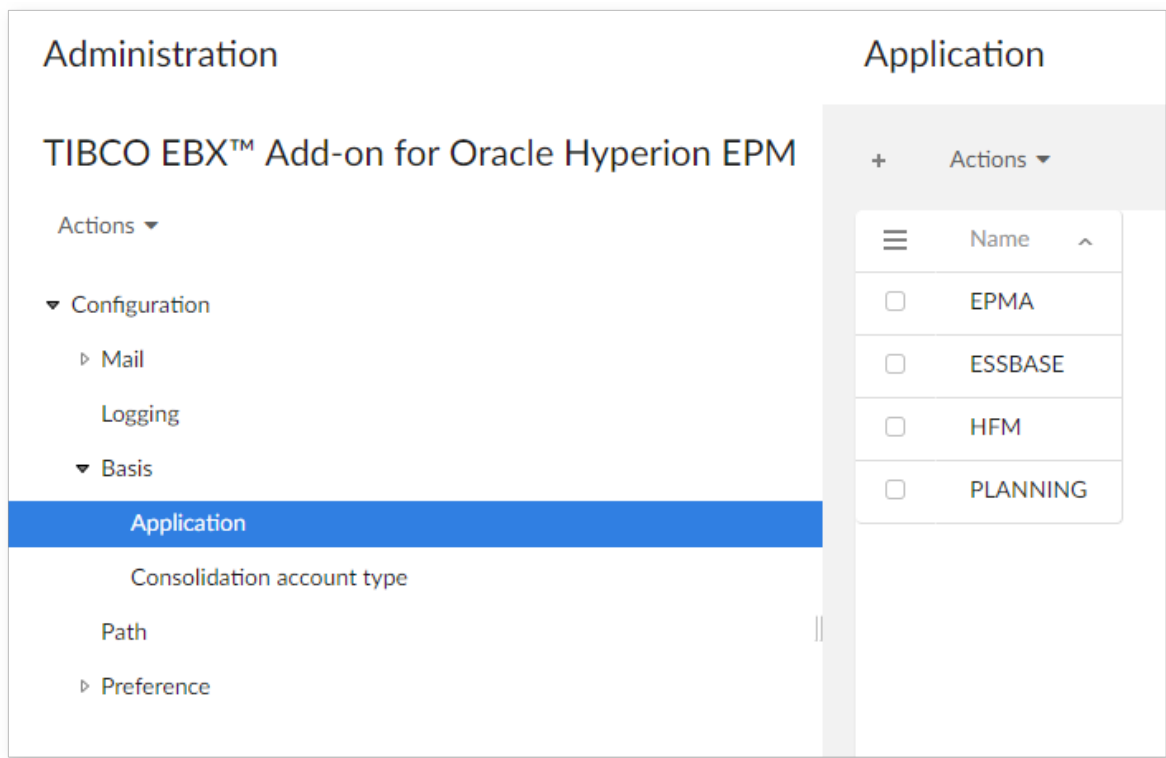 Administration
TIBCO EBX™ Add-on for Oracle Hyperion EPM
Actions
Configuration
Mail
Logging
Basis
Application
Consolidation account type
Path
Preference
Application
+ Actions
Name
EPMA
ESSBASE
HFM
PLANNING